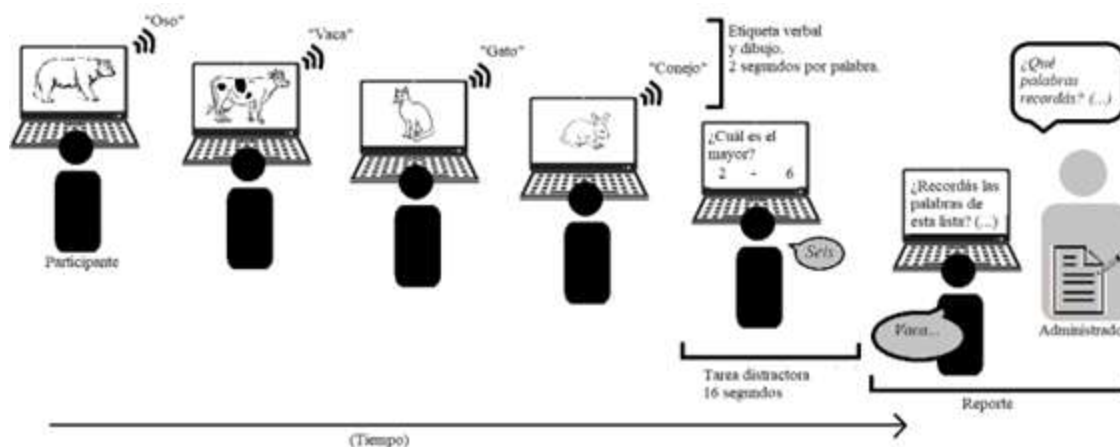 "Oso"
"Vaca"
"Gato"
"Conejo"
Etiqueta verbal
y dibujo.
2 segundos por palabra.
¿Qué
palabras
recordás? (...)
¿Cuál es el
mayor?
2 - 6
Seis
¿Recordás las
palabras de
esta lista? (...)
Vaca...
Participante
Administrado
Tarea distractora
16 segundos
Reporte
(Tiempo)